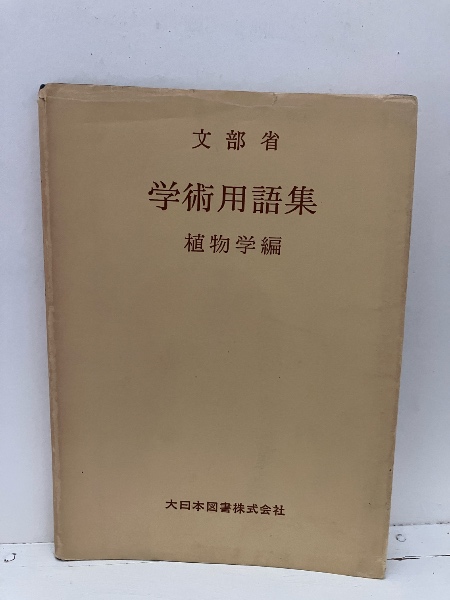 文部省
学術用語集
植物学編
大日本図書株式会社